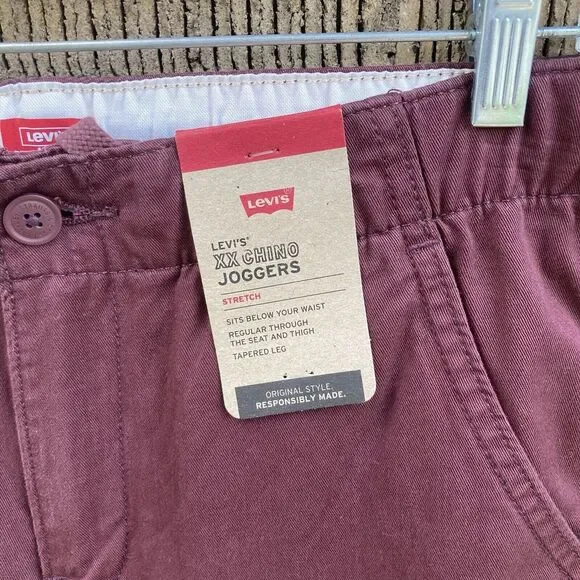 Levi's
LEVI'S
LEVI'S®
XX CHINO
JOGGERS
STRETCH
SITS BELOW YOUR WAIST
REGULAR THROUGH
THE SEAT AND THIGH
TAPERED LEG
ORIGINAL STYLE,
RESPONSIBLY MADE.